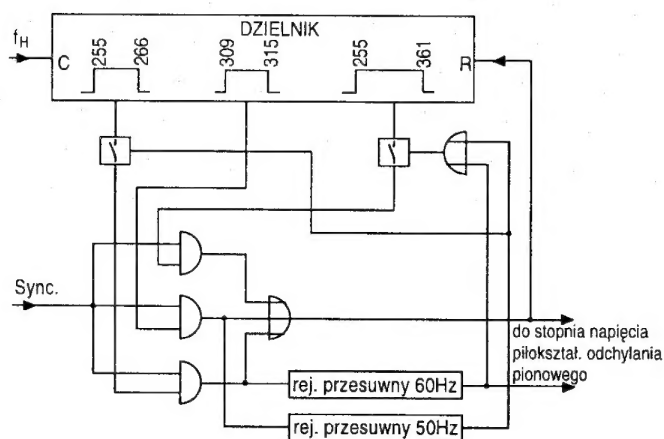 DZIELNIK
f_H
C
255
266
309
315
255
361
R
Sync.
do stopnia napięcia
piłokształ. odchylania
pionowego
rej. przesuwny 60Hz
rej. przesuwny 50Hz